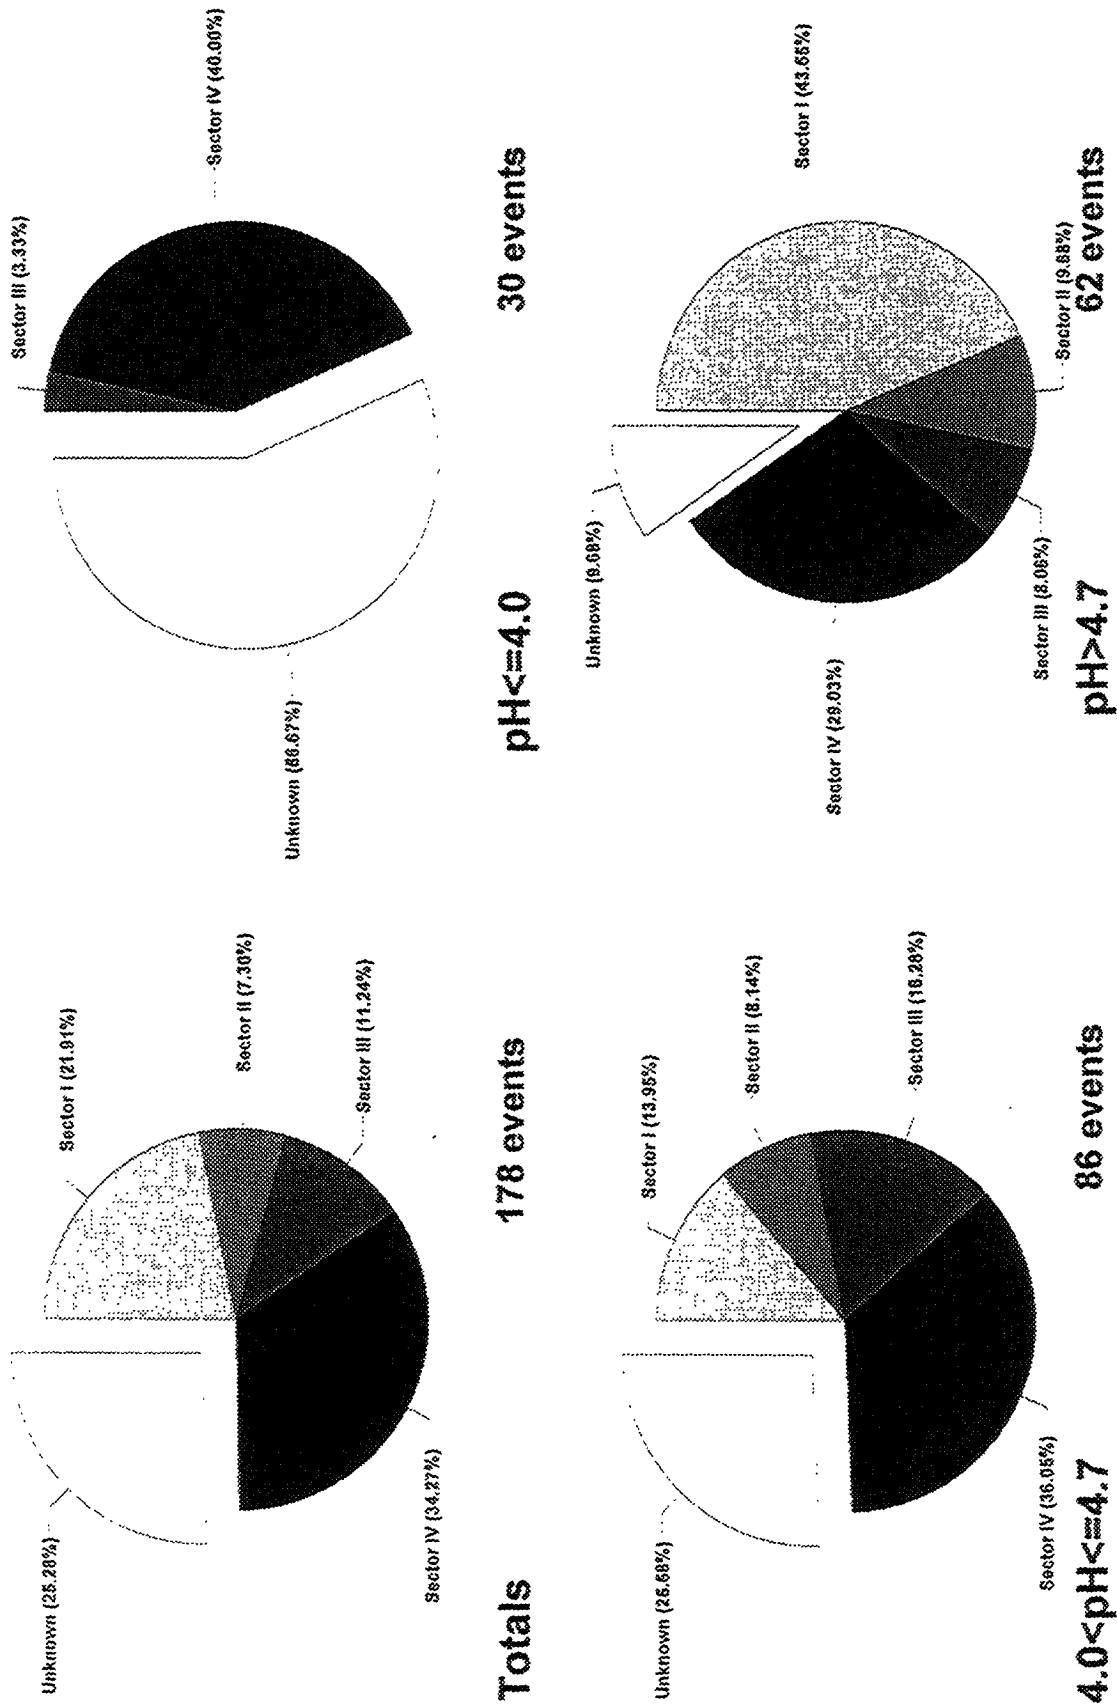 Unknown (25.28%)
Sector I (21.91%)
Sector II (7.30%)
Sector III (11.24%)
Sector IV (34.27%)
Totals
178 events
Sector III (3.33%)
Sector IV (40.00%)
Unknown (56.67%)
pH<=4.0
30 events
Unknown (25.58%)
Sector I (13.95%)
Sector II (8.14%)
Sector III (16.28%)
Sector IV (36.05%)
4.0<pH<=4.7
86 events
Unknown (9.68%)
Sector I (43.55%)
Sector IV (29.03%)
Sector III (8.06%)
Sector II (9.68%)
pH>4.7
62 events